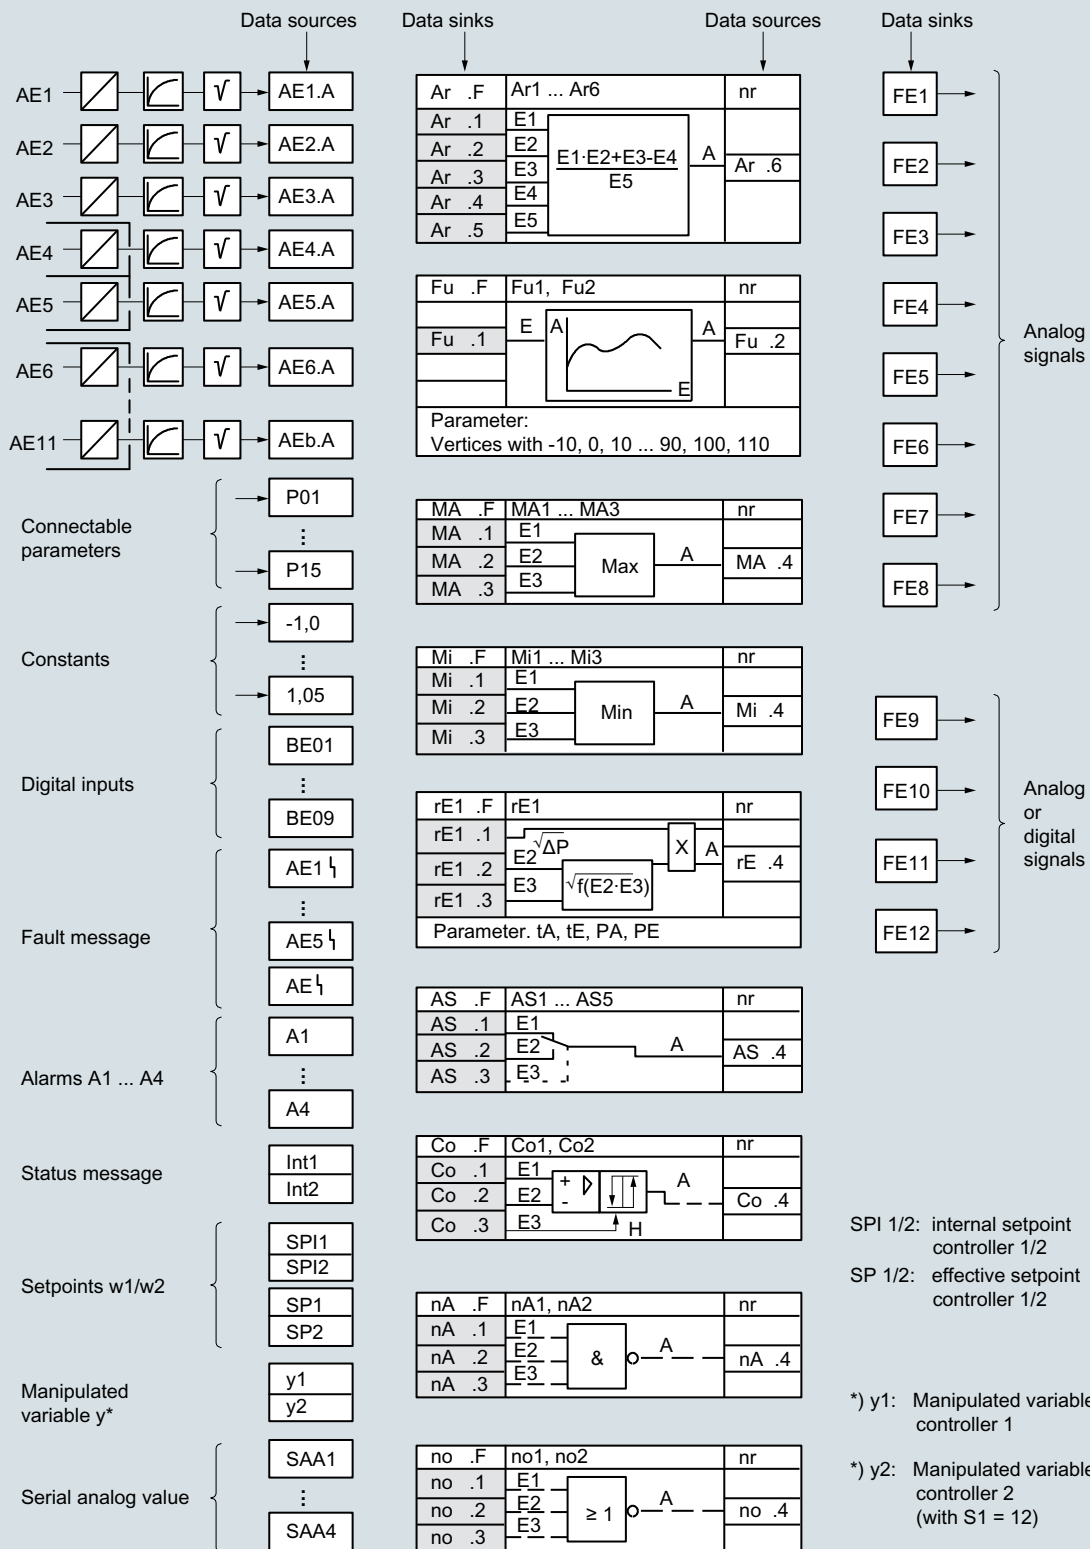 Data sources
Data sinks
Data sources
Data sinks
AE1 √ AE1.A
AE2 √ AE2.A
AE3 √ AE3.A
AE4 √ AE4.A
AE5 √ AE5.A
AE6 √ AE6.A
AE11 √ AEb.A
Connectable
parameters
P01
⋮
P15
Constants
-1,0
⋮
1,05
Digital inputs
BE01
⋮
BE09
Fault message
AE1
⋮
AE5
AE
Alarms A1 ... A4
A1
⋮
A4
Status message
Int1
Int2
Setpoints w1/w2
SPI1
SPI2
SP1
SP2
Manipulated
variable y*
y1
y2
Serial analog value
SAA1
⋮
SAA4
Ar .F Ar1 ... Ar6 nr
Ar .1 E1
Ar .2 E2
Ar .3 E3
Ar .4 E4
Ar .5 E5
E1·E2+E3-E4
E5
A
Ar .6
Fu .F Fu1, Fu2 nr
Fu .1 E A E A Fu .2
Parameter:
Vertices with -10, 0, 10 ... 90, 100, 110
MA .F MA1 ... MA3 nr
MA .1 E1
MA .2 E2 Max A MA .4
MA .3 E3
Mi .F Mi1 ... Mi3 nr
Mi .1 E1
Mi .2 E2 Min A Mi .4
Mi .3 E3
rE1 .F rE1 nr
rE1 .1 √ΔP X A
rE1 .2 E2 rE .4
rE1 .3 E3 √f(E2·E3)
Parameter. tA, tE, PA, PE
AS .F AS1 ... AS5 nr
AS .1 E1
AS .2 E2 A AS .4
AS .3 E3
Co .F Co1, Co2 nr
Co .1 E1 + A
Co .2 E2 - Co .4
Co .3 E3 H
nA .F nA1, nA2 nr
nA .1 E1
nA .2 E2 & A nA .4
nA .3 E3
no .F no1, no2 nr
no .1 E1
no .2 E2 ≥ 1 A no .4
no .3 E3
FE1
FE2
FE3
FE4
FE5
FE6
FE7
FE8
Analog
signals
FE9
FE10
FE11
FE12
Analog
or
digital
signals
SPI 1/2: internal setpoint
controller 1/2
SP 1/2: effective setpoint
controller 1/2
*) y1: Manipulated variable
controller 1
*) y2: Manipulated variable
controller 2
(with S1 = 12)